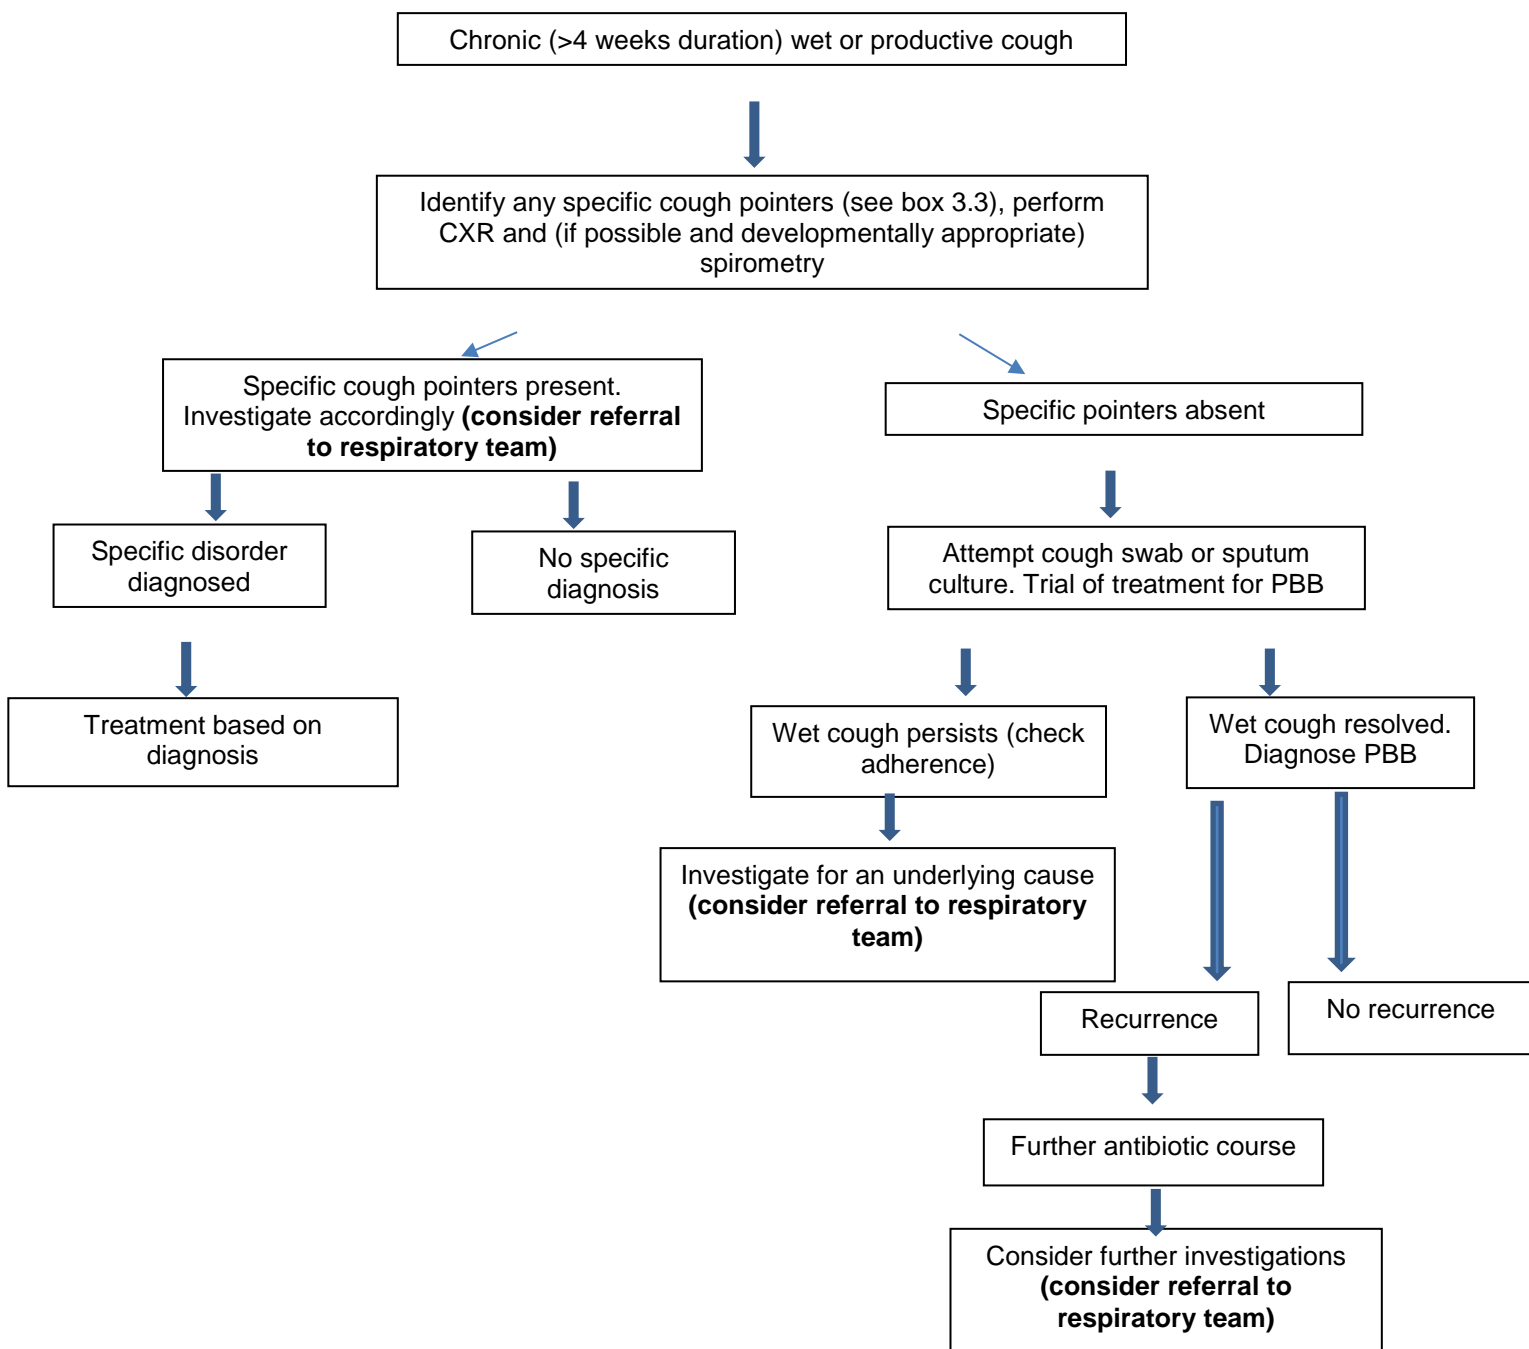 Chronic (>4 weeks duration) wet or productive cough
Identify any specific cough pointers (see box 3.3), perform
CXR and (if possible and developmentally appropriate)
spirometry
Specific cough pointers present.
Investigate accordingly (consider referral
to respiratory team)
Specific pointers absent
Specific disorder
diagnosed
No specific
diagnosis
Attempt cough swab or sputum
culture. Trial of treatment for PBB
Treatment based on
diagnosis
Wet cough persists (check
adherence)
Wet cough resolved.
Diagnose PBB
Investigate for an underlying cause
(consider referral to respiratory
team)
Recurrence
No recurrence
Further antibiotic course
Consider further investigations
(consider referral to
respiratory team)